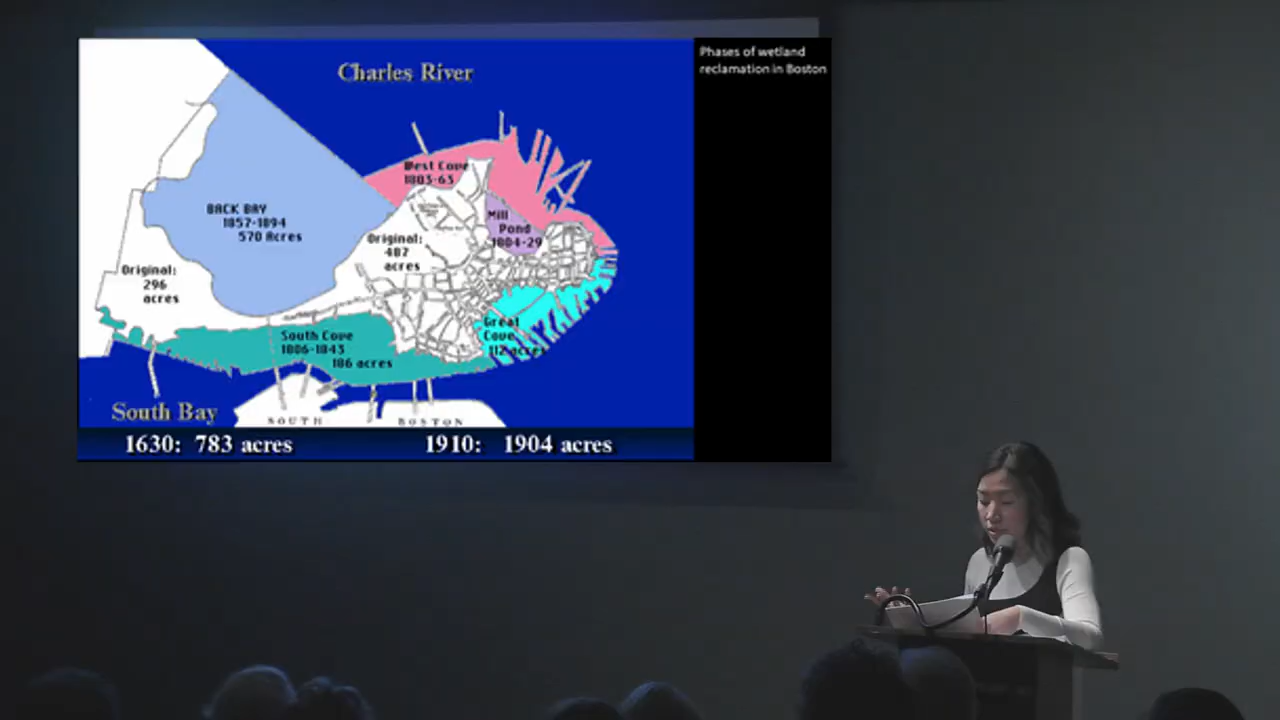 Phases of wetland
reclamation in Boston
Charles River
West Cove
1803-63
BACK BAY
1857-1894
570 Acres
Mill
Pond
1804-29
Original:
487
acres
Original:
296
acres
Great
Cove
112 acres
South Cove
1806-1843
186 acres
South Bay
SOUTH BOSTON
1630: 783 acres
1910: 1904 acres